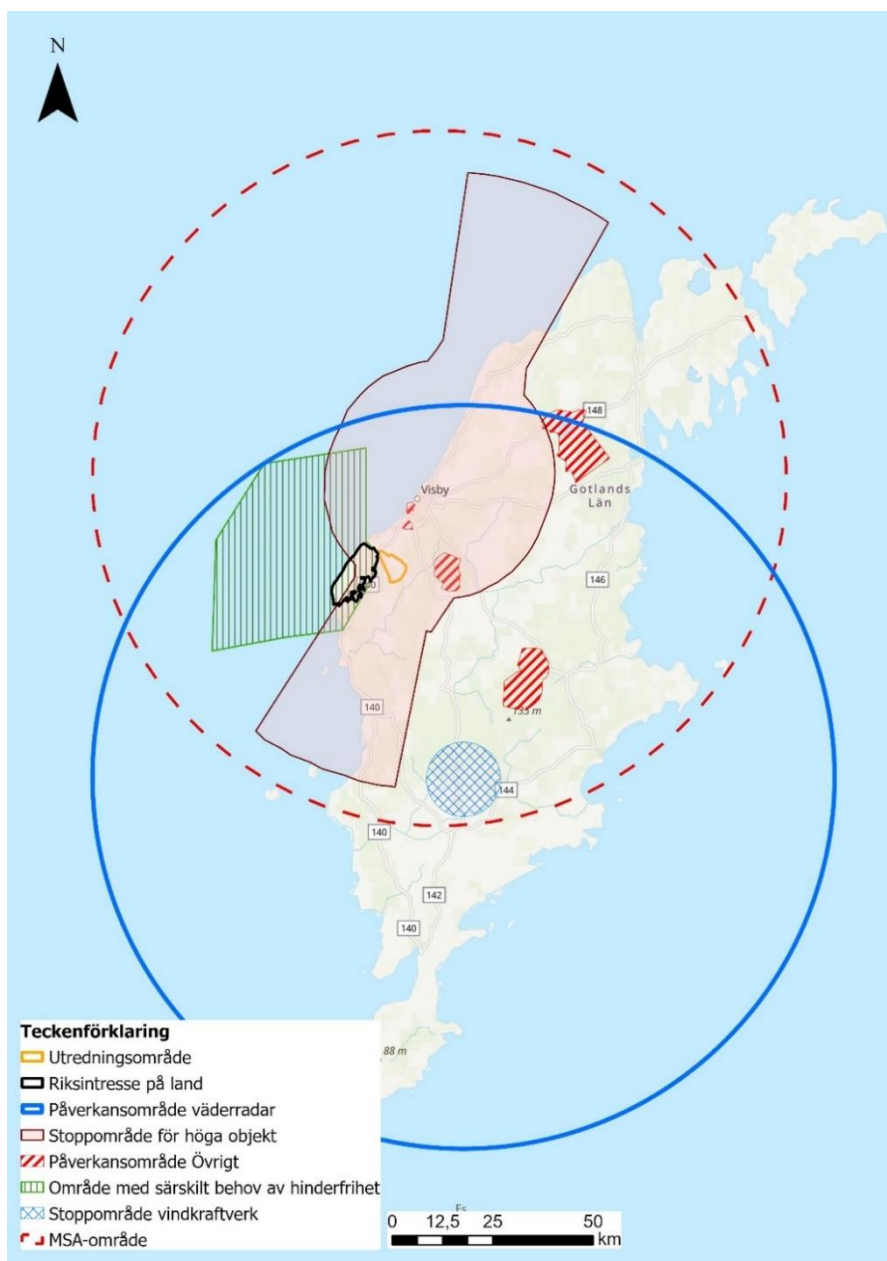 N
148
Visby
Gotlands
Län
146
140
135 m
144
140
142
140
Teckenförklaring
88 m
Utredningsområde
Riksintresse på land
Påverkansområde väderradar
Stoppområde för höga objekt
Påverkansområde Övrigt
Område med särskilt behov av hinderfrihet
Stoppområde vindkraftverk
MSA-område
0 12,5 25 50
km